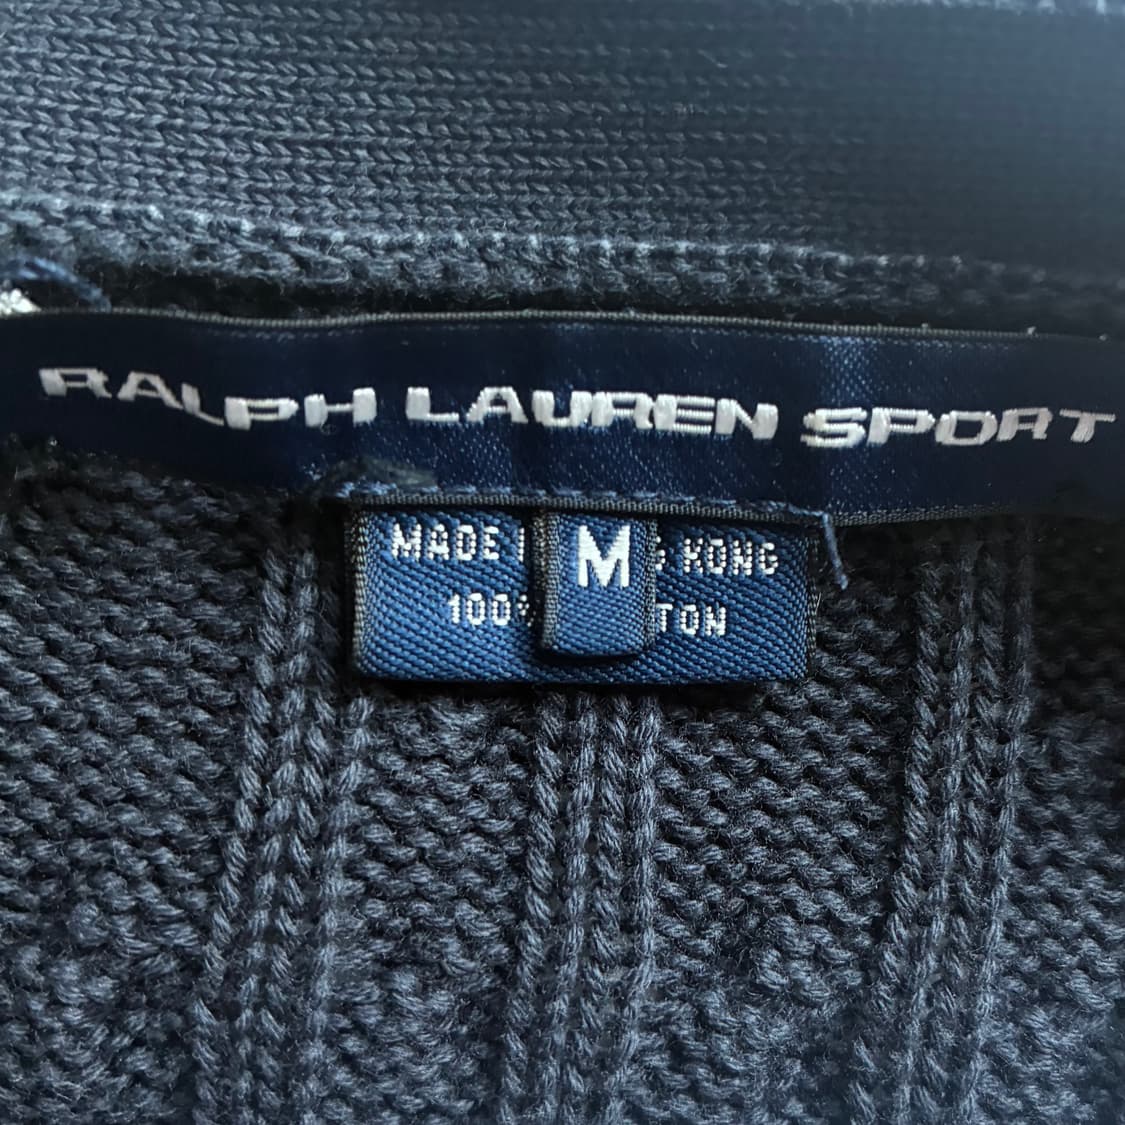 RALPH LAUREN SPORT
MADE KONG
M
100%